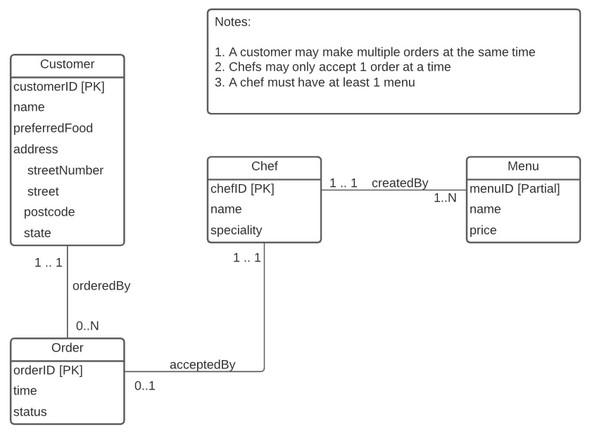 Notes:
1. A customer may make multiple orders at the same time
2. Chefs may only accept 1 order at a time
3. A chef must have at least 1 menu
Customer
customerID [PK]
name
preferredFood
address
streetNumber
street
postcode
state
Chef
chefID [PK]
name
speciality
1 .. 1 createdBy
1..N
Menu
menuID [Partial]
name
price
1 .. 1
orderedBy
0..N
1 .. 1
Order
orderID [PK]
time
status
acceptedBy
0..1